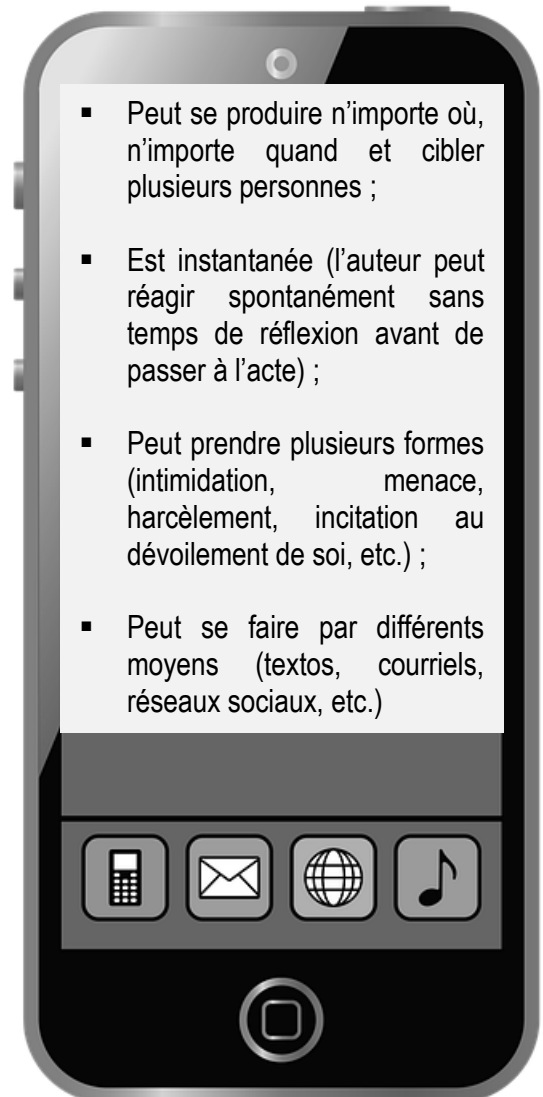 ▪ Peut se produire n’importe où,
n’importe quand et cibler
plusieurs personnes ;
▪ Est instantanée (l’auteur peut
réagir spontanément sans
temps de réflexion avant de
passer à l’acte) ;
▪ Peut prendre plusieurs formes
(intimidation, menace,
harcèlement, incitation au
dévoilement de soi, etc.) ;
▪ Peut se faire par différents
moyens (textos, courriels,
réseaux sociaux, etc.)